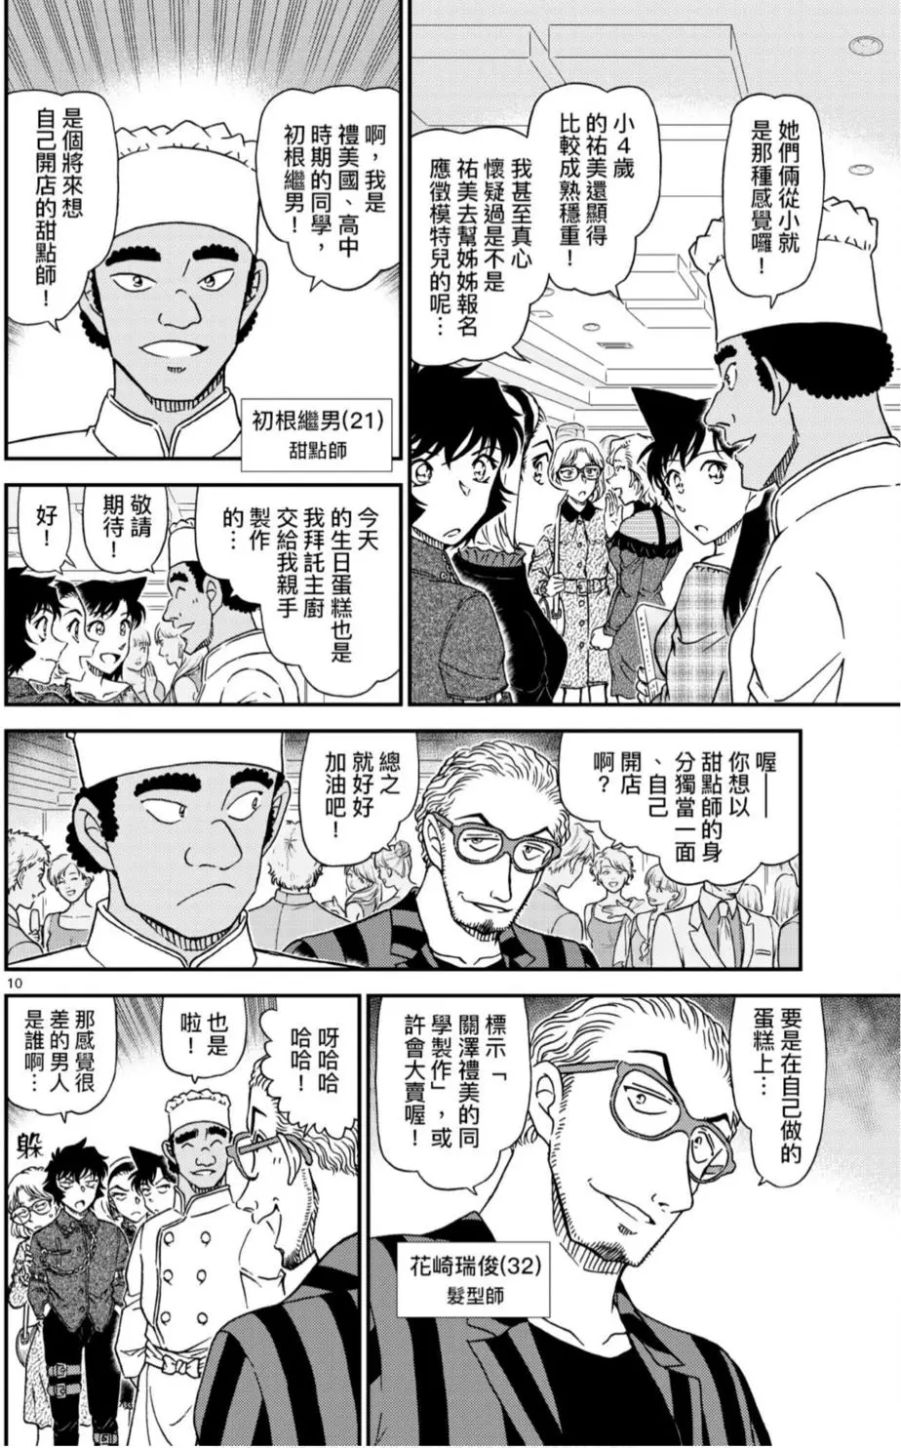 她們倆從小就
是那種感覺囉！
小４歲
的祐美還顯得
比較成熟穩重！
我甚至真心
懷疑過是不是
祐美去幫姊姊報名
應徵模特兒的呢…
啊，我是
禮美國、高中
時期的同學，
初根繼男！
是個將來想
自己開店的甜點師！
初根繼男(21)
甜點師
今天
的生日蛋糕也是
我拜託主廚
交給我親手
製作
的…
敬請
期待！
好！
喔——
你想以
甜點師的身
分獨當一面
、自己
開店
啊？
總之
就好好
加油吧！
10
要是在自己做的
蛋糕上…
標示「
關澤禮美的同
學製作」，或
許會大賣喔！
花崎瑞俊(32)
髮型師
呀哈哈
哈哈！
也是
啦！
那感覺很
差的男人
是誰啊…
躲